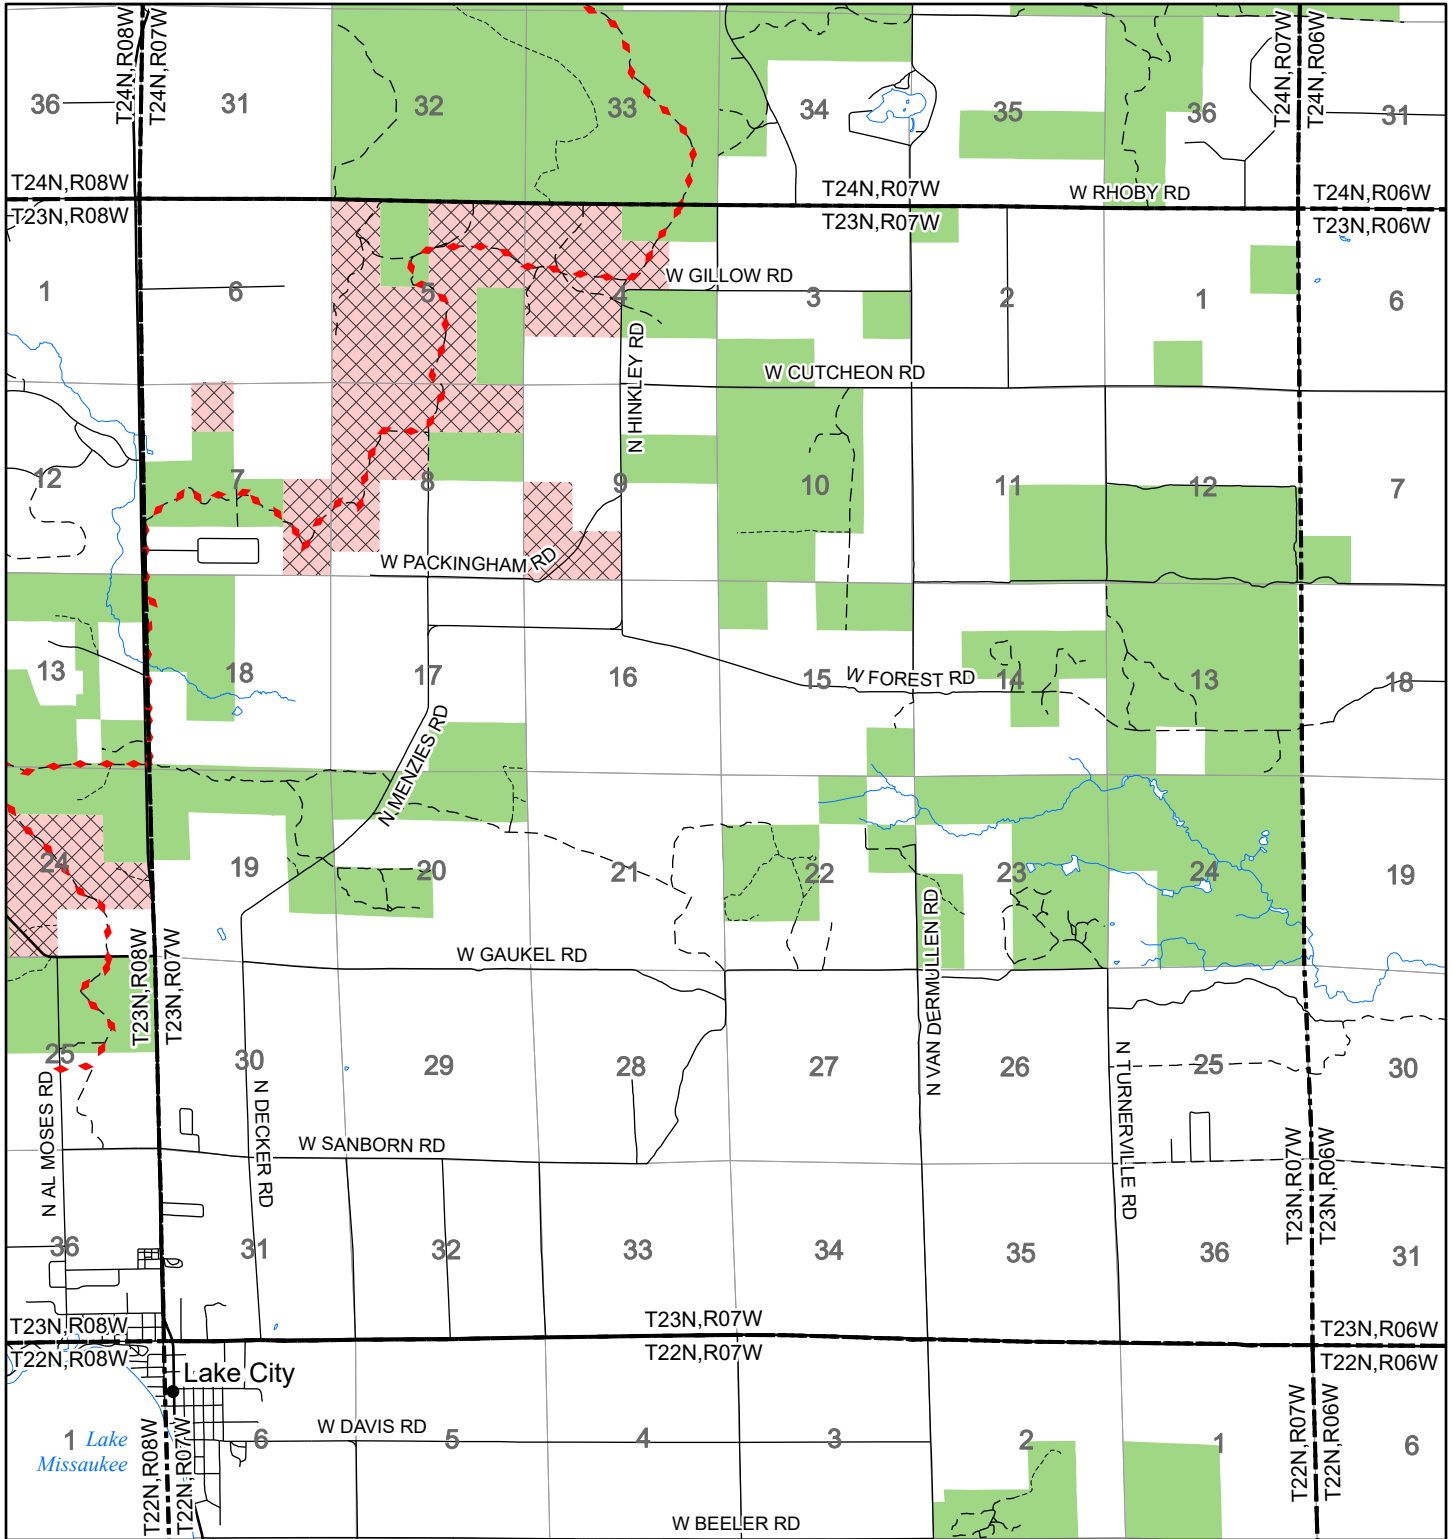 T24N,R08W
T24N,R07W
T24N,R07W
T24N,R06W
36
31
32
33
34
35
36
31
T24N,R08W
T24N,R07W
W RHOBY RD
T24N,R06W
T23N,R08W
T23N,R07W
T23N,R06W
1
6
5
4
W GILLOW RD
3
2
1
6
N HINKLEY RD
W CUTCHEON RD
12
7
8
9
10
11
12
7
W PACKINGHAM RD
13
18
17
16
15
W FOREST RD
14
13
18
N MENZIES RD
24
19
20
21
22
23
24
19
N VAN DERMULLEN RD
W GAUKEL RD
T23N,R08W
T23N,R07W
25
30
29
28
27
26
25
30
N AL MOSES RD
N DECKER RD
N TURNERVILLE RD
W SANBORN RD
T23N,R07W
T23N,R06W
36
31
32
33
34
35
36
31
T23N,R08W
T23N,R07W
T23N,R06W
T22N,R08W
T22N,R07W
T22N,R06W
Lake City
1
Lake
Missaukee
T22N,R08W
T22N,R07W
6
W DAVIS RD
5
4
3
2
1
6
T22N,R07W
T22N,R06W
W BEELER RD